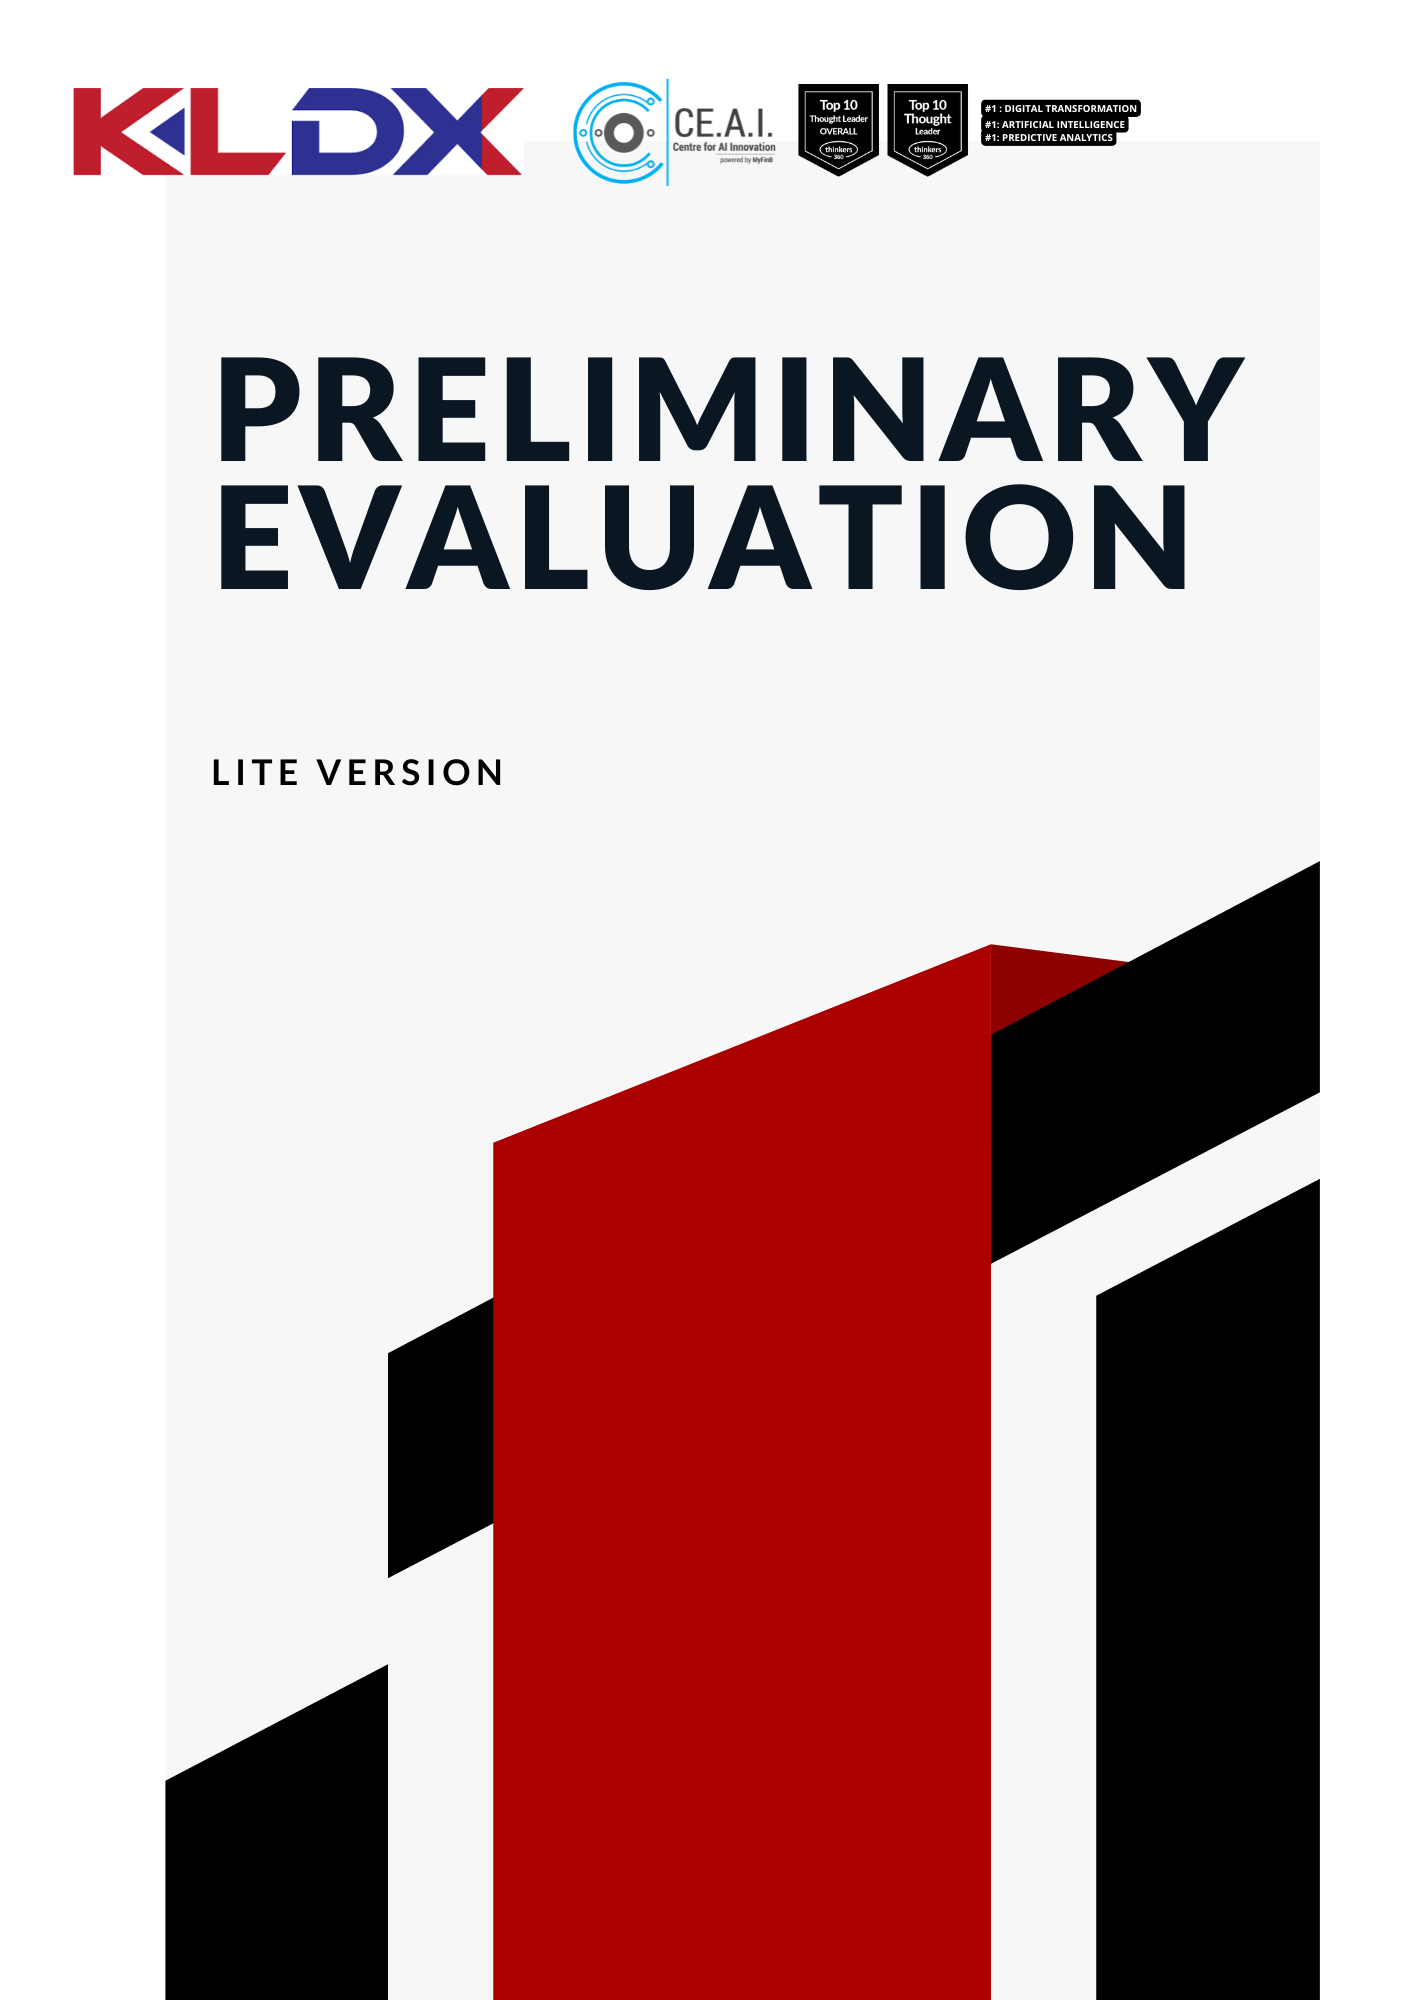 KLDX
CE.A.I.
Centre for AI Innovation
powered by MyFinB
Top 10
Thought Leader
OVERALL
thinkers
360
Top 10
Thought
Leader
thinkers
360
#1 : DIGITAL TRANSFORMATION
#1: ARTIFICIAL INTELLIGENCE
#1: PREDICTIVE ANALYTICS
PRELIMINARY
EVALUATION
LITE VERSION